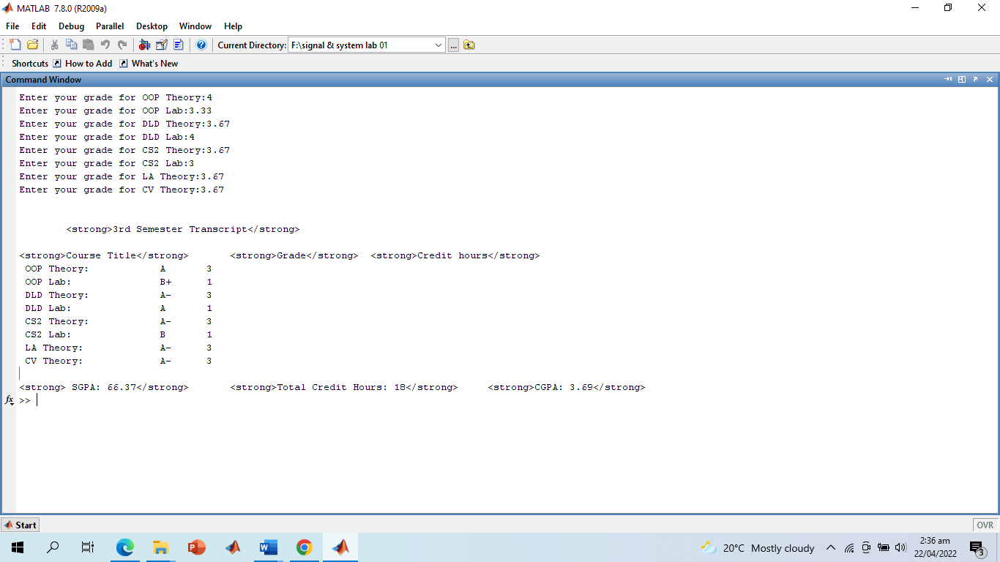 MATLAB 7.8.0 (R2009a)
File Edit Debug Parallel Desktop Window Help
Current Directory: F:\signal & system lab 01 ...
Shortcuts How to Add What's New
Command Window
Enter your grade for OOP Theory:4
Enter your grade for OOP Lab:3.33
Enter your grade for DLD Theory:3.67
Enter your grade for DLD Lab:4
Enter your grade for CS2 Theory:3.67
Enter your grade for CS2 Lab:3
Enter your grade for LA Theory:3.67
Enter your grade for CV Theory:3.67
<strong>3rd Semester Transcript</strong>
<strong>Course Title</strong> <strong>Grade</strong> <strong>Credit hours</strong>
OOP Theory: A 3
OOP Lab: B+ 1
DLD Theory: A- 3
DLD Lab: A 1
CS2 Theory: A- 3
CS2 Lab: B 1
LA Theory: A- 3
CV Theory: A- 3
<strong> SGPA: 66.37</strong> <strong>Total Credit Hours: 18</strong> <strong>CGPA: 3.69</strong>
fx >>
Start OVR
20°C Mostly cloudy 2:36 am
22/04/2022 3